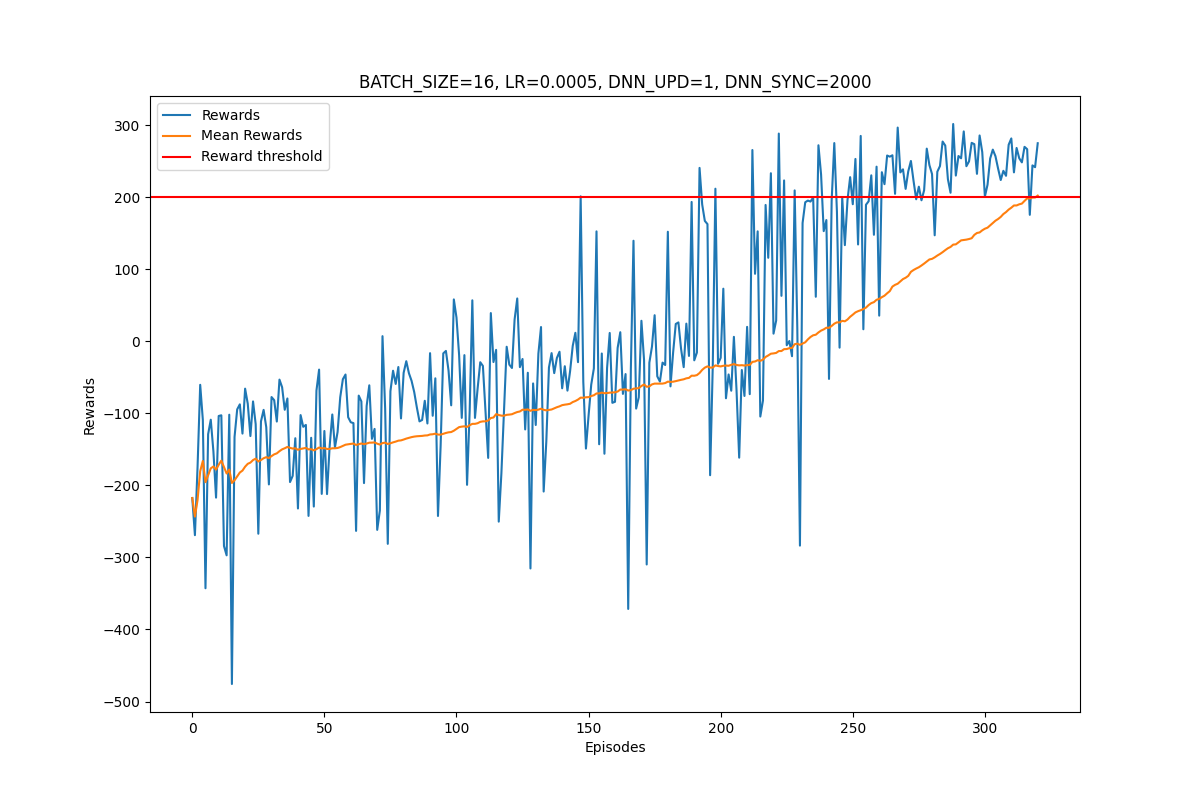 BATCH_SIZE=16, LR=0.0005, DNN_UPD=1, DNN_SYNC=2000
Rewards
Mean Rewards
Reward threshold
300
200
100
0
−100
−200
−300
−400
−500
Rewards
0
50
100
150
200
250
300
Episodes